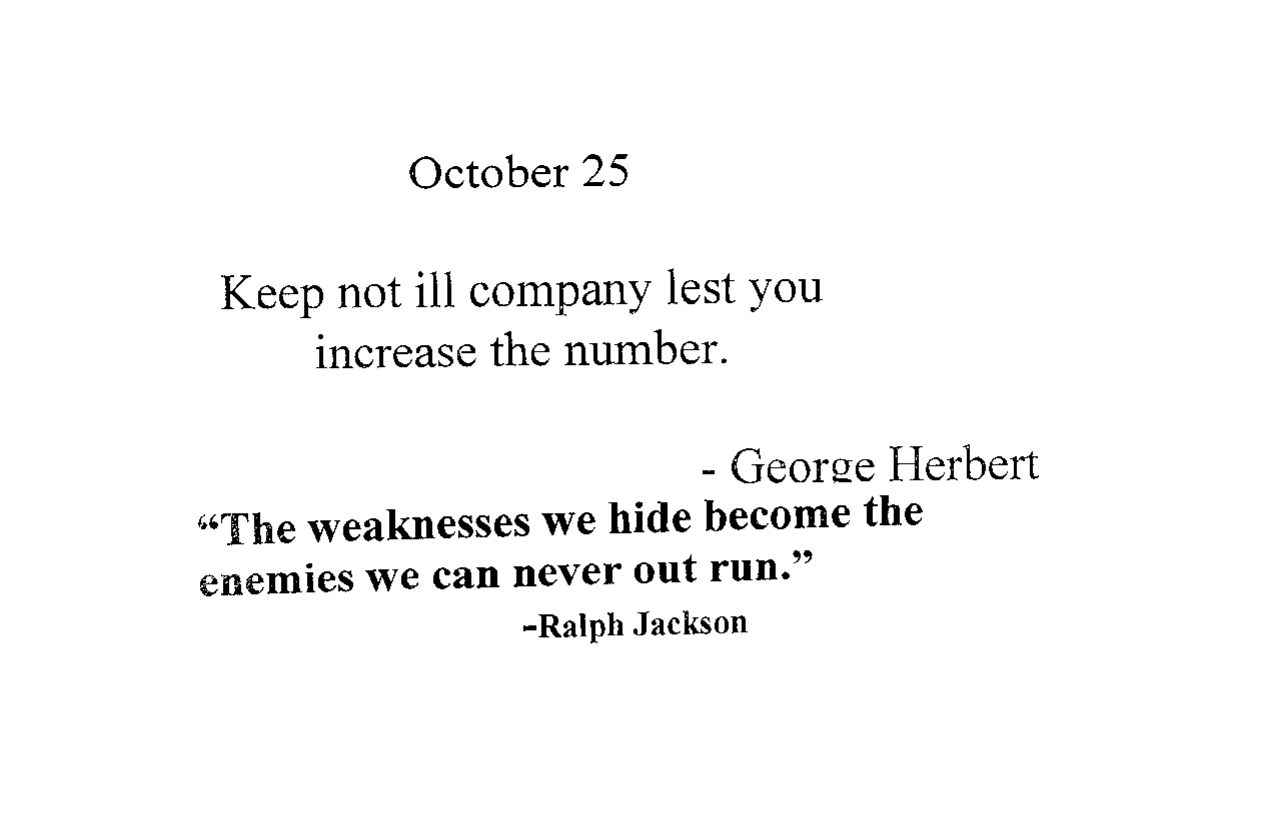 October 25
Keep not ill company lest you
increase the number.
- George Herbert
“The weaknesses we hide become the
enemies we can never out run.”
-Ralph Jackson